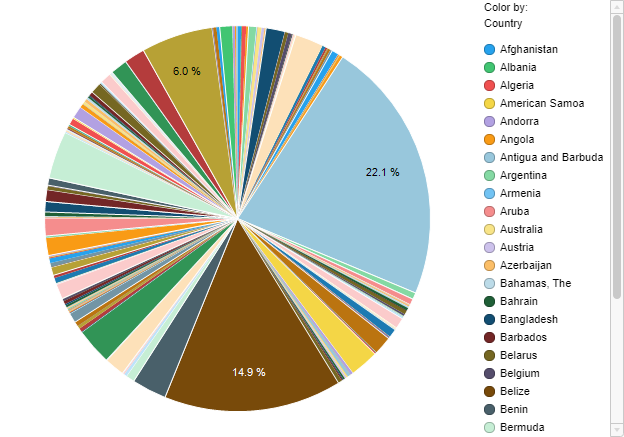 Color by:
Country
Afghanistan
Albania
Algeria
American Samoa
Andorra
Angola
Antigua and Barbuda
Argentina
Armenia
Aruba
Australia
Austria
Azerbaijan
Bahamas, The
Bahrain
Bangladesh
Barbados
Belarus
Belgium
Belize
Benin
Bermuda
6.0 %
22.1 %
14.9 %